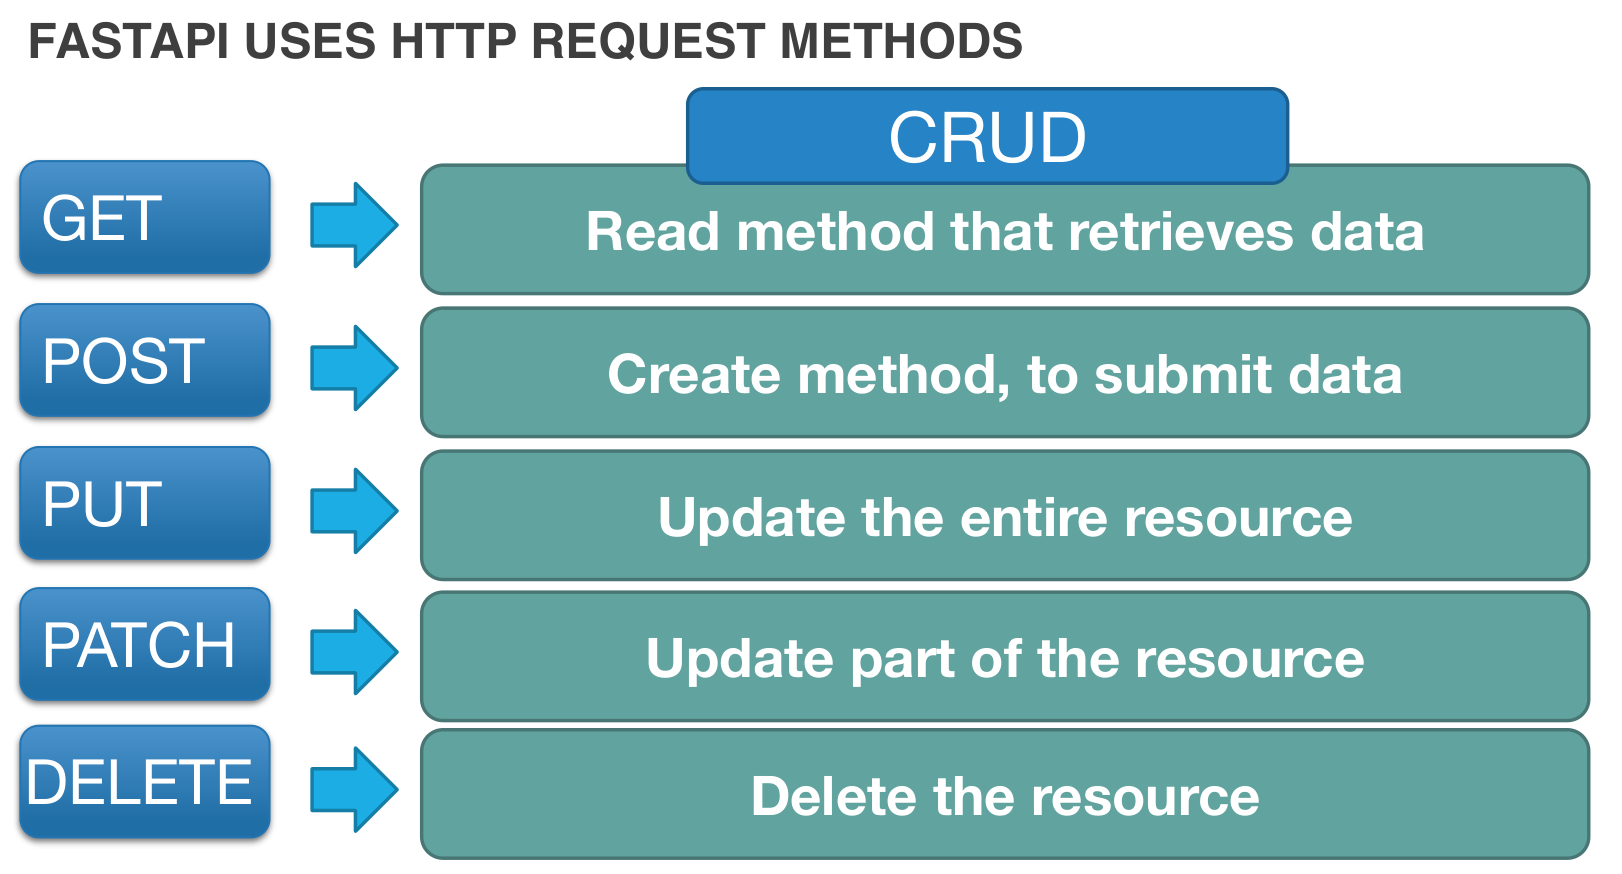 FASTAPI USES HTTP REQUEST METHODS
CRUD
GET
Read method that retrieves data
POST
Create method, to submit data
PUT
Update the entire resource
PATCH
Update part of the resource
DELETE
Delete the resource